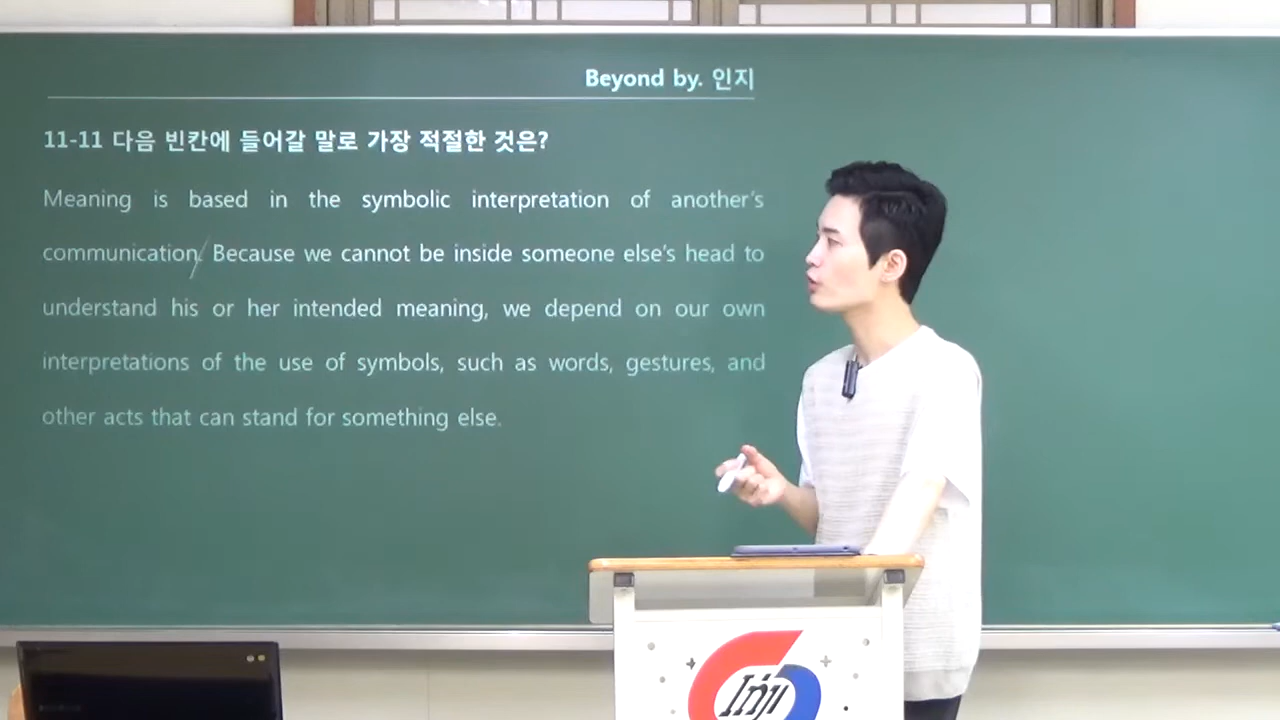 Beyond by. 인지
11-11 다음 빈칸에 들어갈 말로 가장 적절한 것은?
Meaning is based in the symbolic interpretation of another's
communication. Because we cannot be inside someone else's head to
understand his or her intended meaning, we depend on our own
interpretations of the use of symbols, such as words, gestures, and
other acts that can stand for something else.
Inji